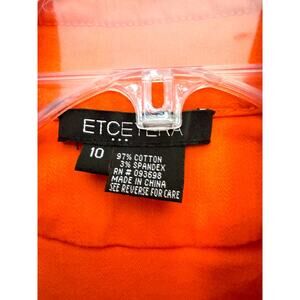 ETCETERA
10
97% COTTON
3% SPANDEX
RN # 093698
MADE IN CHINA
SEE REVERSE FOR CARE